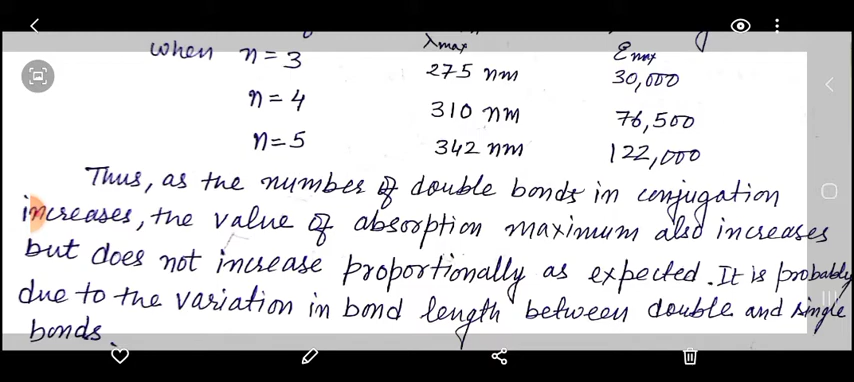 λmax Emax
when n = 3 275 nm 30,000
n = 4 310 nm 76,500
n = 5 342 nm 122,000
Thus, as the number of double bonds in conjugation
increases, the value of absorption maximum also increases
but does not increase proportionally as expected. It is probably
due to the variation in bond length between double and single
bonds.